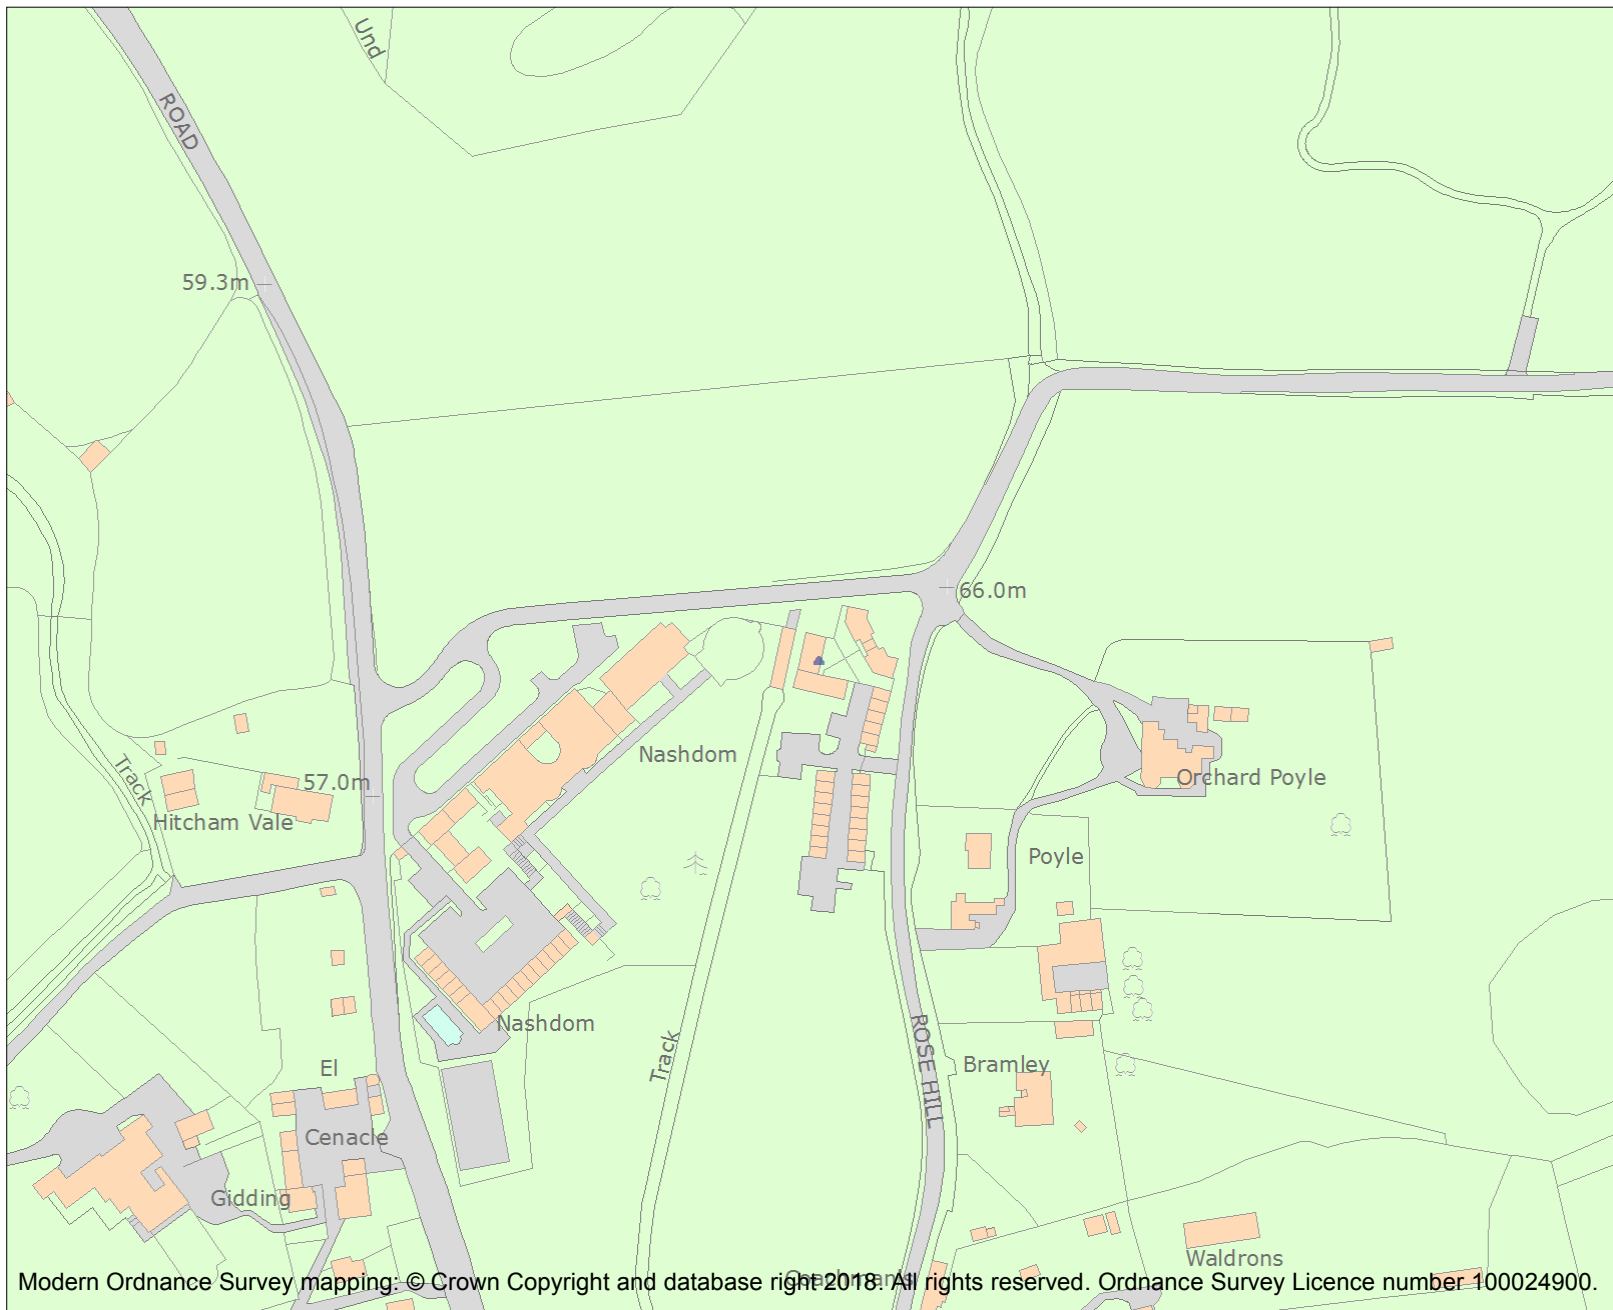 Und
ROAD
59.3m
66.0m
Nashdom
57.0m
Track
Hitcham Vale
Orchard Poyle
Poyle
Nashdom
Track
ROSE HILL
El
Bramley
Cenacle
Gidding
Waldrons
Coachman's
Modern Ordnance Survey mapping: © Crown Copyright and database right 2018. All rights reserved. Ordnance Survey Licence number 100024900.